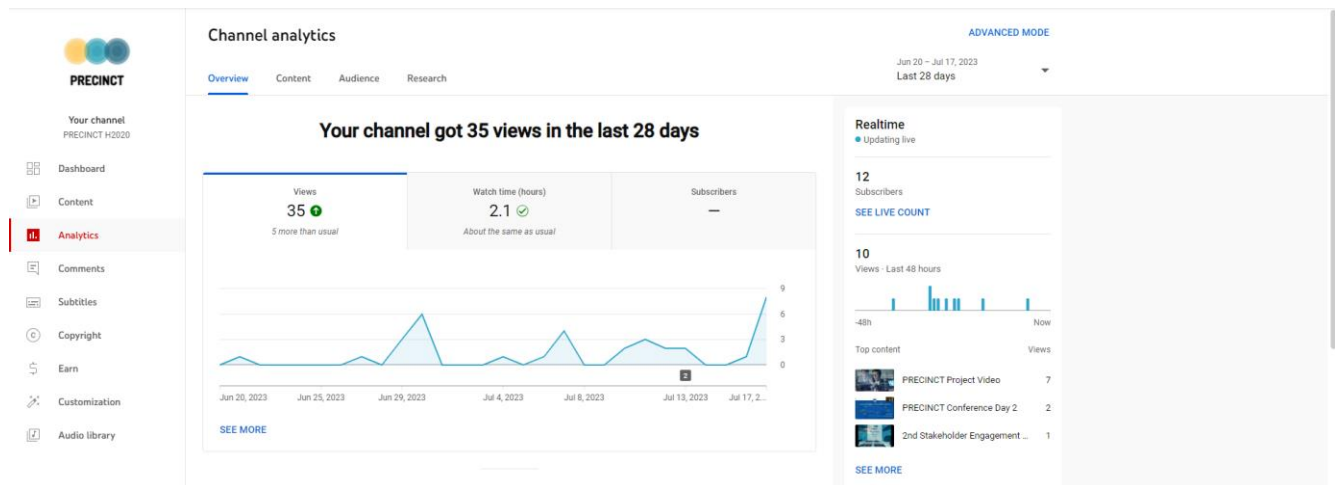 PRECINCT
Your channel
PRECINCT H2020
Dashboard
Content
Analytics
Comments
Subtitles
Copyright
Earn
Customization
Audio library
Channel analytics
ADVANCED MODE
Overview Content Audience Research
Jun 20 – Jul 17, 2023
Last 28 days
Your channel got 35 views in the last 28 days
Views
35
5 more than usual
Watch time (hours)
2.1
About the same as usual
Subscribers
—
9
6
3
0
2
Jun 20, 2023 Jun 25, 2023 Jun 29, 2023 Jul 4, 2023 Jul 8, 2023 Jul 13, 2023 Jul 17, 2...
SEE MORE
Realtime
Updating live
12
Subscribers
SEE LIVE COUNT
10
Views · Last 48 hours
-48h Now
Top content Views
PRECINCT Project Video 7
PRECINCT Conference Day 2 2
2nd Stakeholder Engagement ... 1
SEE MORE